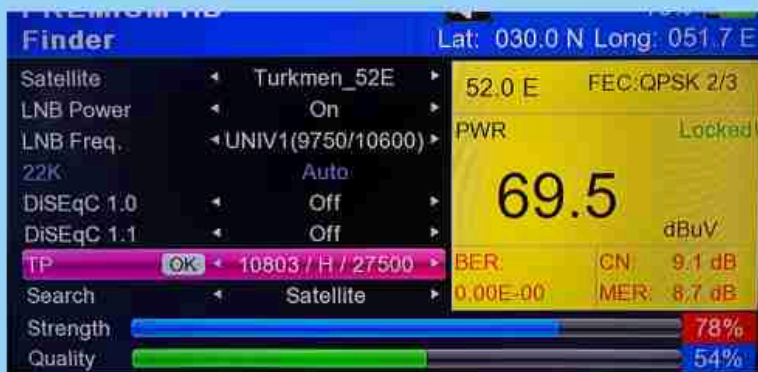 PREMIUM HD
Finder
Lat: 030.0 N Long: 051.7 E
Satellite Turkmen_52E
LNB Power On
LNB Freq. UNIV1(9750/10600)
22K Auto
DiSEqC 1.0 Off
DiSEqC 1.1 Off
TP OK 10803 / H / 27500
Search Satellite
52.0 E FEC:QPSK 2/3
PWR Locked
69.5
dBuV
BER: CN: 9.1 dB
0.00E-00 MER: 8.7 dB
Strength 78%
Quality 54%